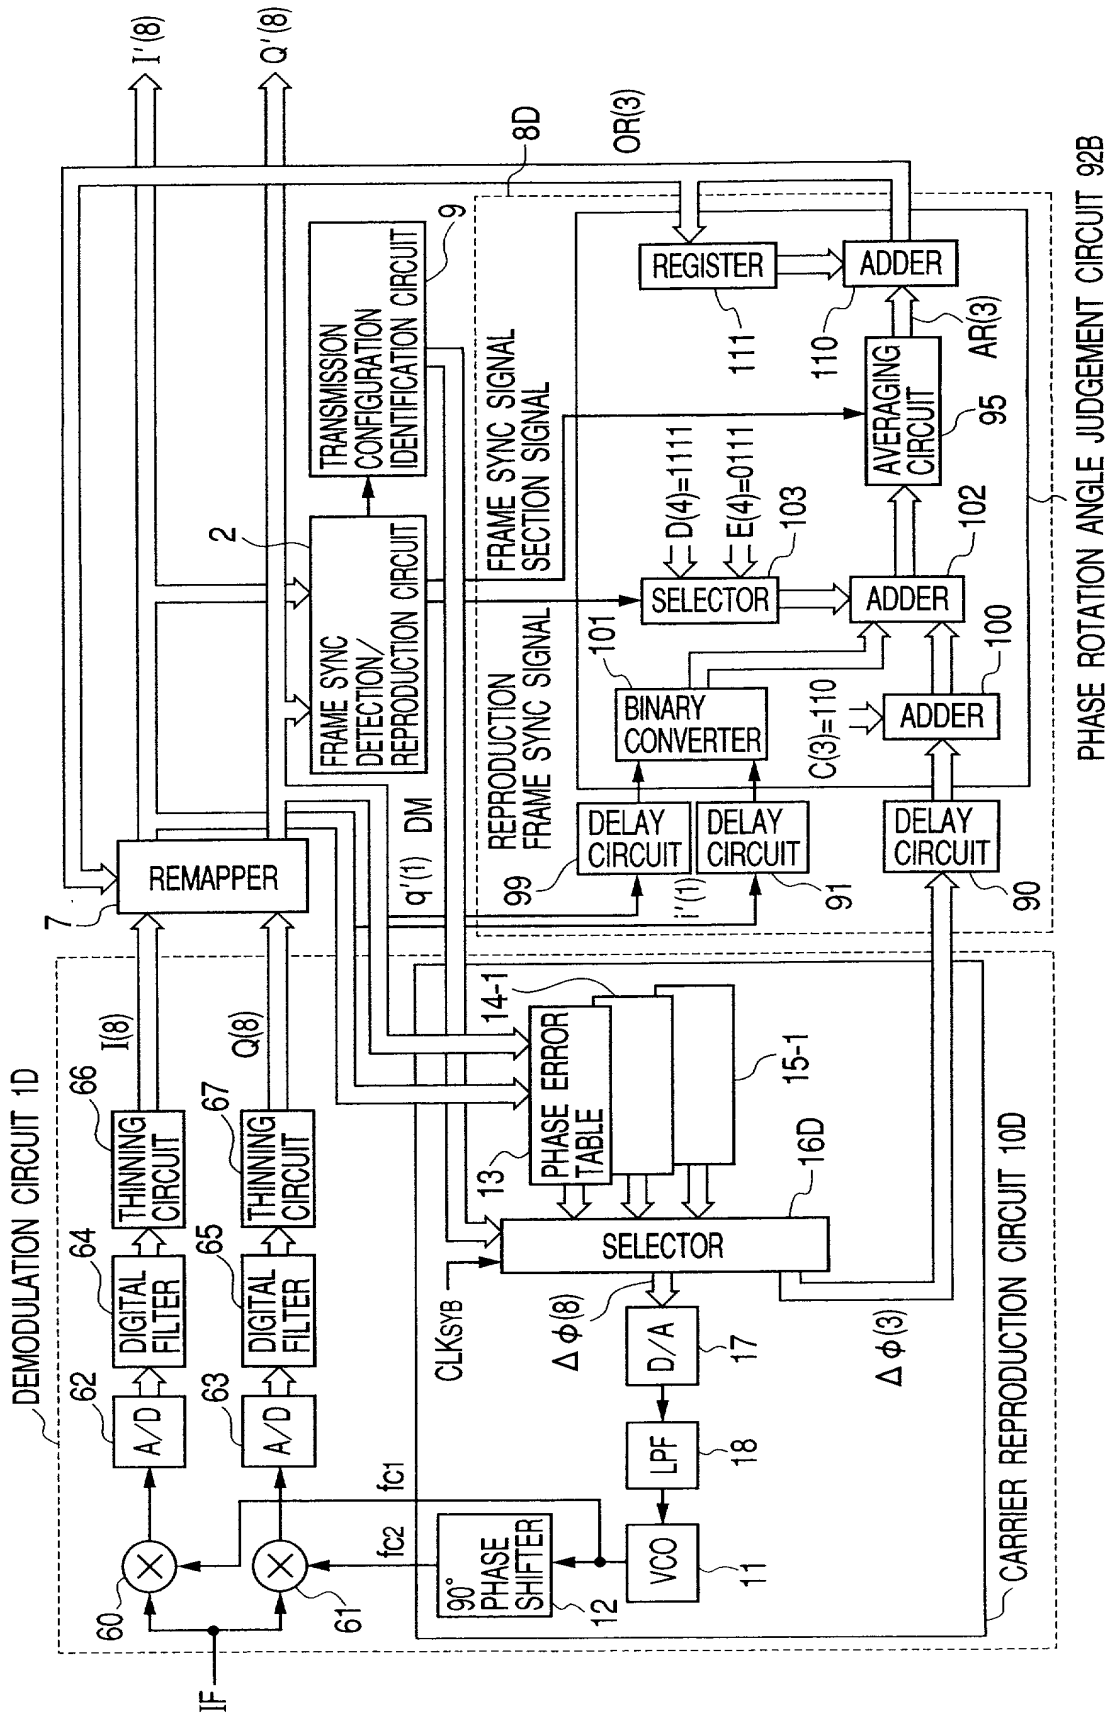 DEMODULATION CIRCUIT 1D
IF
60
61
62
A/D
63
A/D
64
DIGITAL
FILTER
65
DIGITAL
FILTER
66
THINNING
CIRCUIT
67
THINNING
CIRCUIT
I(8)
Q(8)
7
REMAPPER
I'(8)
Q'(8)
fc1
fc2
90°
PHASE
SHIFTER
12
VCO
11
LPF
18
D/A
17
Δφ(8)
CLKSYB
SELECTOR
16D
Δφ(3)
13
PHASE ERROR
TABLE
14-1
15-1
CARRIER REPRODUCTION CIRCUIT 10D
q'(1)
DM
i'(1)
2
FRAME SYNC
DETECTION/
REPRODUCTION CIRCUIT
TRANSMISSION
CONFIGURATION
IDENTIFICATION CIRCUIT
9
REPRODUCTION
FRAME SYNC SIGNAL
FRAME SYNC SIGNAL
SECTION SIGNAL
8D
OR(3)
99
DELAY
CIRCUIT
DELAY
CIRCUIT
91
DELAY
CIRCUIT
90
101
BINARY
CONVERTER
C(3)=110
ADDER
100
D(4)=1111
E(4)=0111
SELECTOR
103
ADDER
102
AVERAGING
CIRCUIT
95
AR(3)
REGISTER
111
ADDER
110
PHASE ROTATION ANGLE JUDGEMENT CIRCUIT 92B